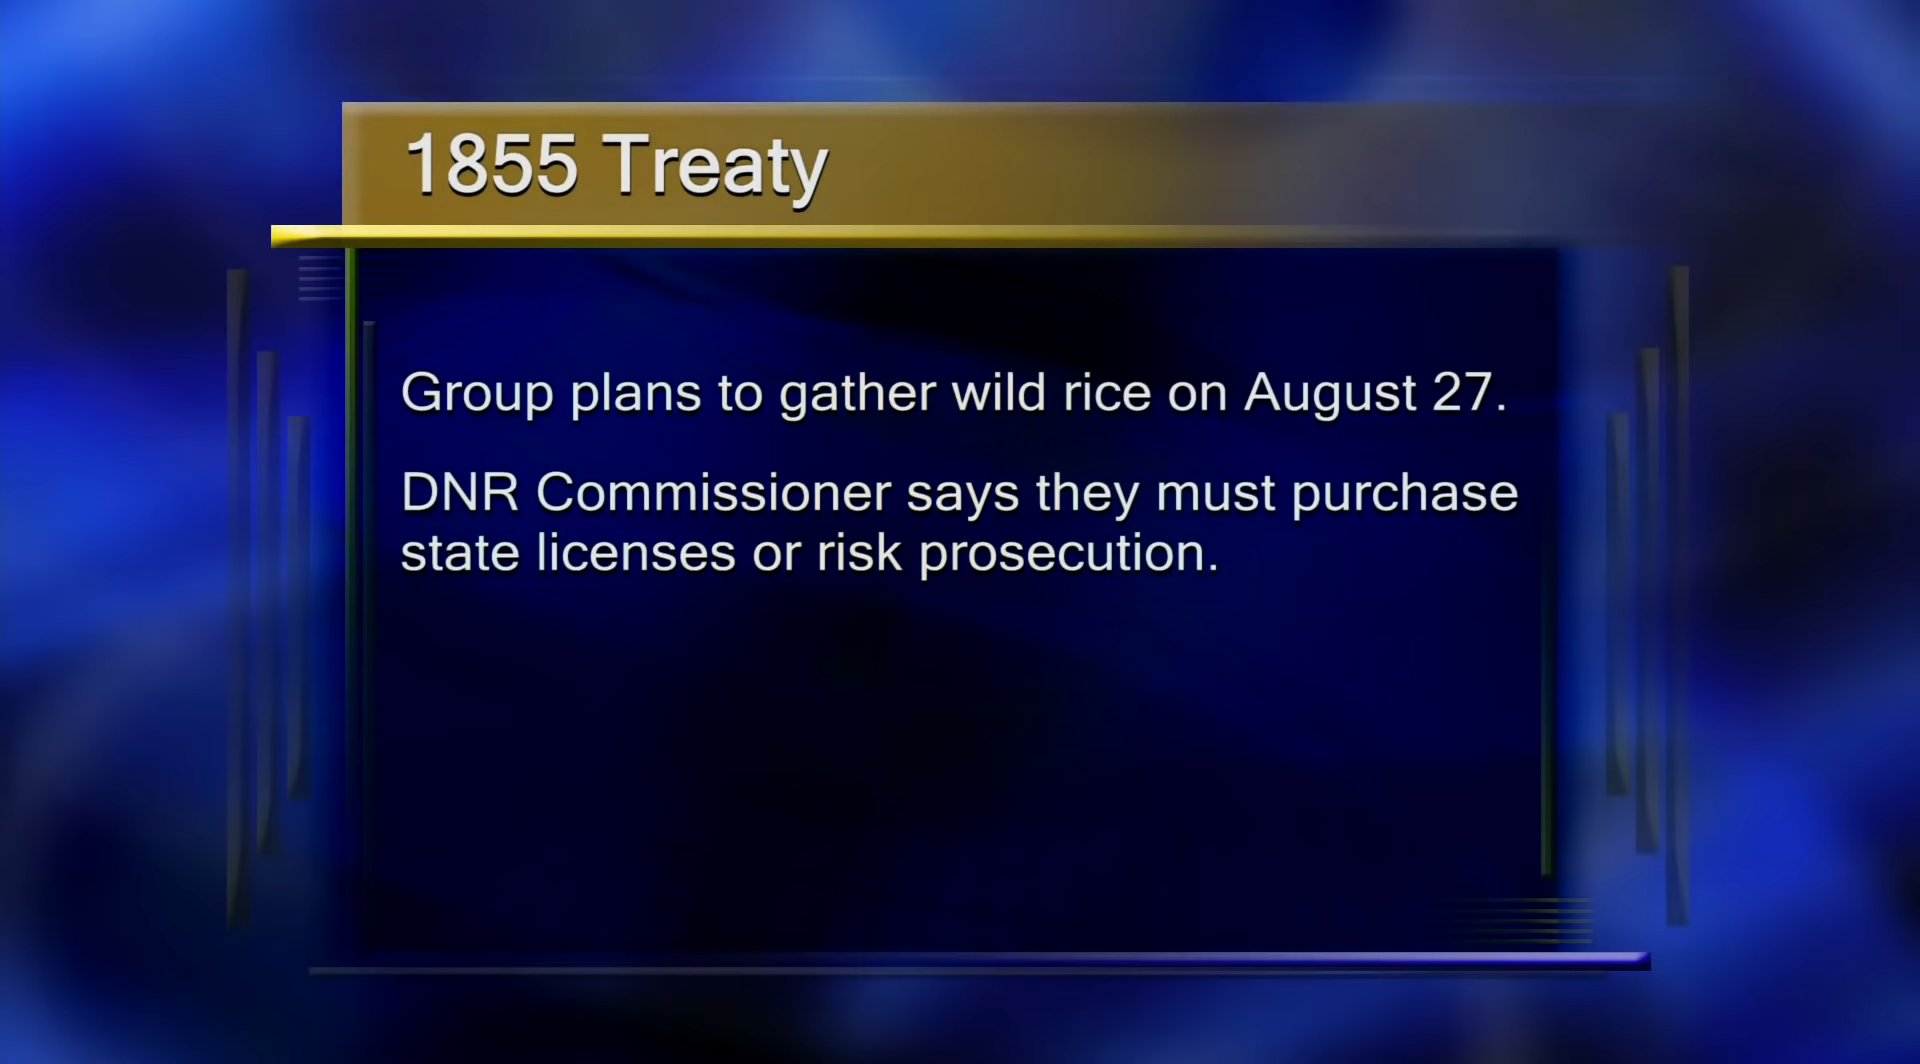 1855 Treaty
Group plans to gather wild rice on August 27.
DNR Commissioner says they must purchase
state licenses or risk prosecution.